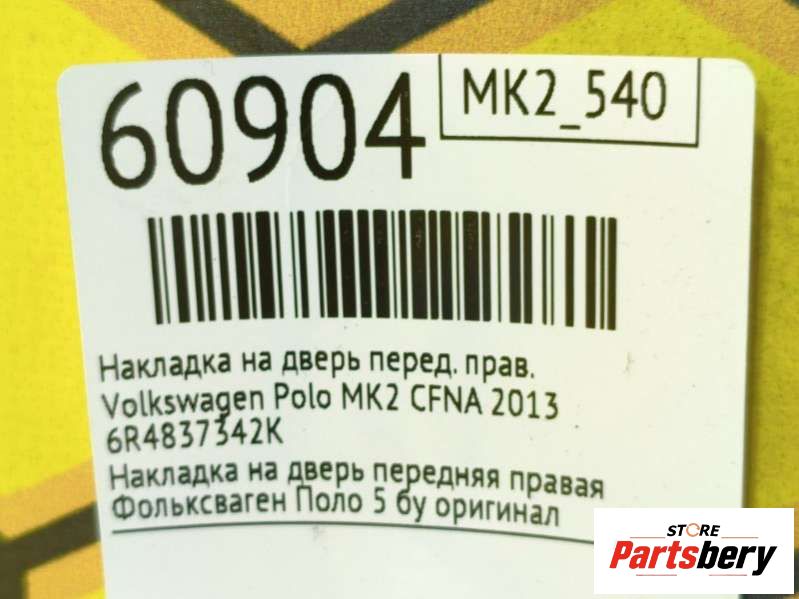 60904
MK2_540
Накладка на дверь перед. прав.
Volkswagen Polo MK2 CFNA 2013
6R4837342K
Накладка на дверь передняя правая
Фольксваген Поло 5 бу оригинал
STORE
Partsbery